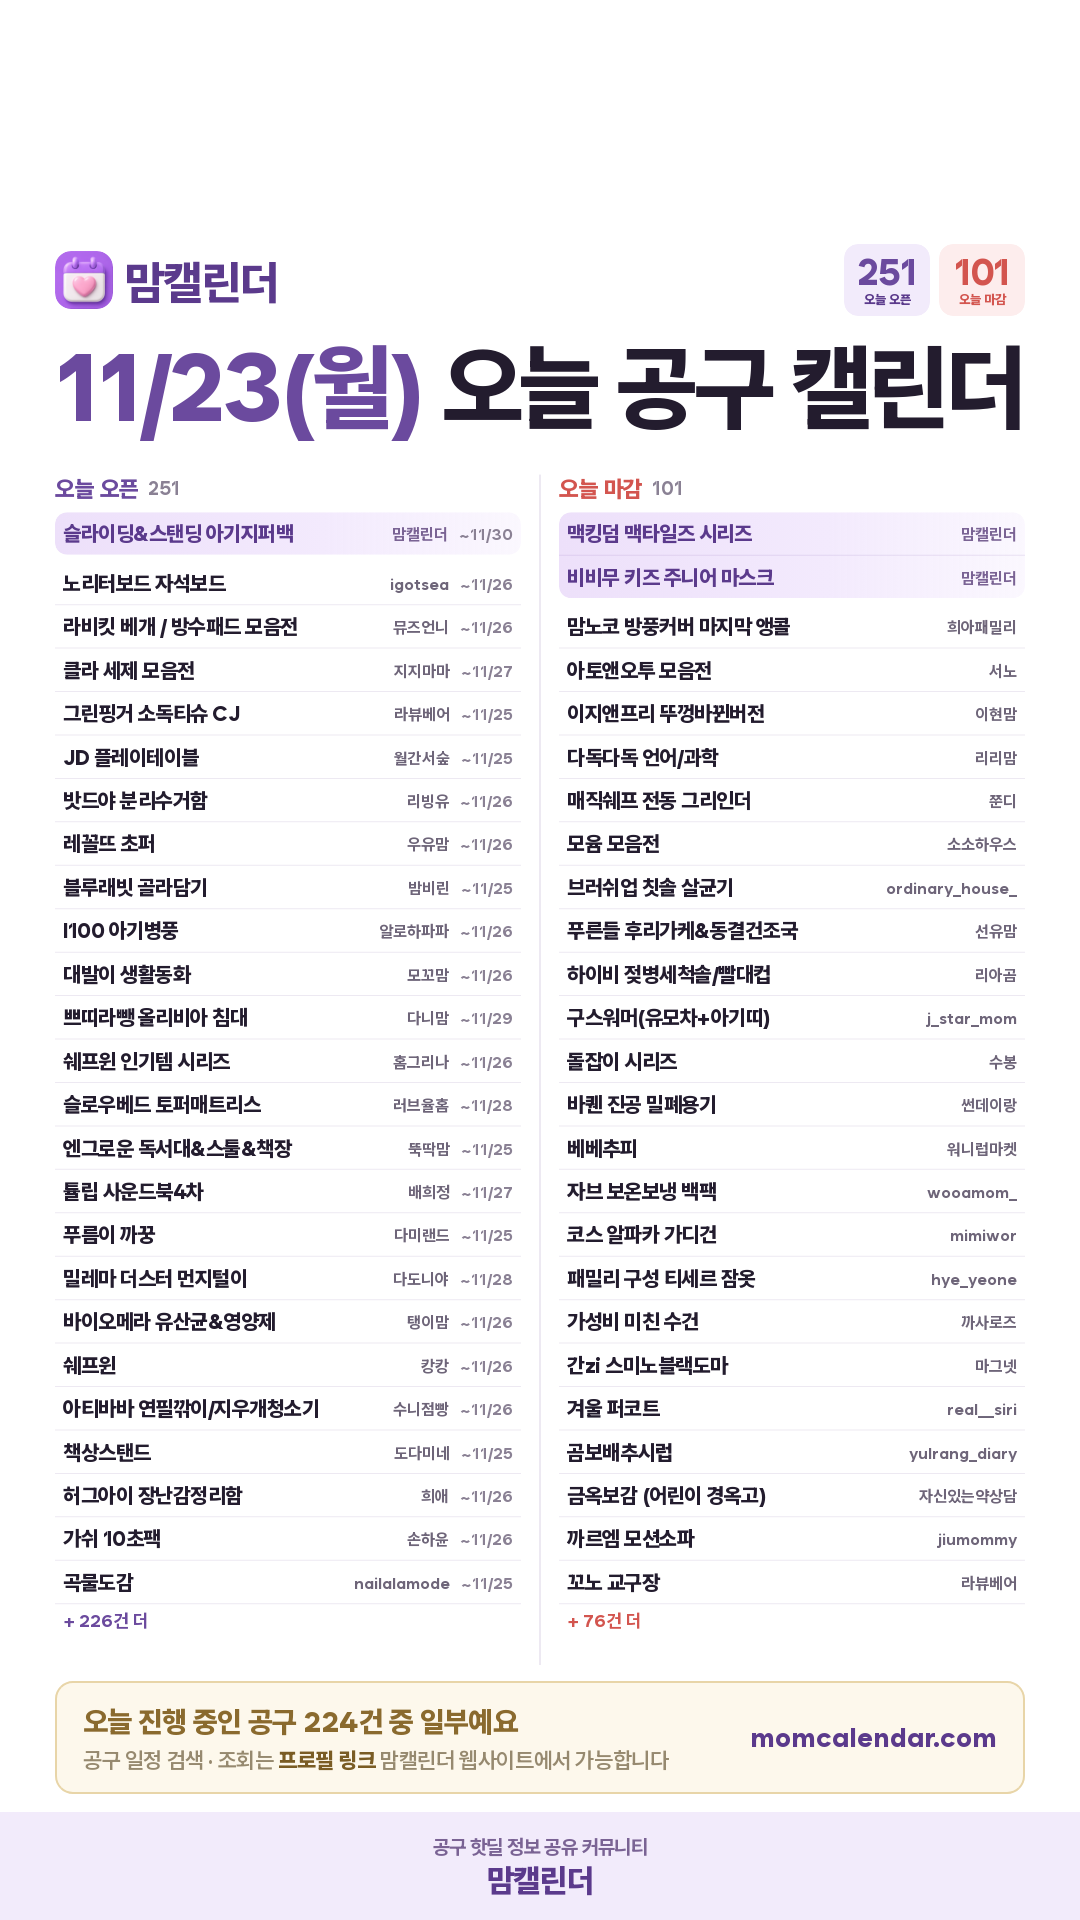 맘캘린더
251
오늘 오픈
101
오늘 마감
11/23(월) 오늘 공구 캘린더
오늘 오픈 251
슬라이딩&스탠딩 아기지퍼백 맘캘린더 ~11/30
노리터보드 자석보드 igotsea ~11/26
라비킷 베개 / 방수패드 모음전 뮤즈언니 ~11/26
클라 세제 모음전 지지마마 ~11/27
그린핑거 소독티슈 CJ 라뷰베어 ~11/25
JD 플레이테이블 월간서슾 ~11/25
밧드야 분리수거함 리빙유 ~11/26
레꼴뜨 초퍼 우유맘 ~11/26
블루래빗 골라담기 밤비린 ~11/25
I100 아기병풍 알로하파파 ~11/26
대발이 생활동화 모꼬맘 ~11/26
쁘띠라뺑 올리비아 침대 다니맘 ~11/29
쉐프윈 인기템 시리즈 홈그리나 ~11/26
슬로우베드 토퍼매트리스 러브율홈 ~11/28
엔그로운 독서대&스툴&책장 뚝딱맘 ~11/25
튤립 사운드북4차 배희정 ~11/27
푸름이 까꿍 다미랜드 ~11/25
밀레마 더스터 먼지털이 다도니야 ~11/28
바이오메라 유산균&영양제 탱이맘 ~11/26
쉐프윈 캉캉 ~11/26
아티바바 연필깎이/지우개청소기 수니점빵 ~11/26
책상스탠드 도다미네 ~11/25
허그아이 장난감정리함 희애 ~11/26
가쉬 10초팩 손하윤 ~11/26
곡물도감 nailalamode ~11/25
+ 226건 더
오늘 마감 101
맥킹덤 맥타일즈 시리즈 맘캘린더
비비무 키즈 주니어 마스크 맘캘린더
맘노코 방풍커버 마지막 앵콜 희아패밀리
아토앤오투 모음전 서노
이지앤프리 뚜껑바뀐버전 이현맘
다독다독 언어/과학 리리맘
매직쉐프 전동 그리인더 쭌디
모윰 모음전 소소하우스
브러쉬업 칫솔 살균기 ordinary_house_
푸른들 후리가케&동결건조국 선유맘
하이비 젖병세척솔/빨대컵 리아곰
구스워머(유모차+아기띠) j_star_mom
돌잡이 시리즈 수봉
바퀜 진공 밀폐용기 썬데이랑
베베추피 워니럽마켓
자브 보온보냉 백팩 wooamom_
코스 알파카 가디건 mimiwor
패밀리 구성 티세르 잠옷 hye_yeone
가성비 미친 수건 까사로즈
간zi 스미노블랙도마 마그넷
겨울 퍼코트 real__siri
곰보배추시럽 yulrang_diary
금옥보감 (어린이 경옥고) 자신있는약상담
까르엠 모션소파 jiumommy
꼬노 교구장 라뷰베어
+ 76건 더
오늘 진행 중인 공구 224건 중 일부예요
공구 일정 검색 · 조회는 프로필 링크 맘캘린더 웹사이트에서 가능합니다
momcalendar.com
공구 핫딜 정보 공유 커뮤니티
맘캘린더